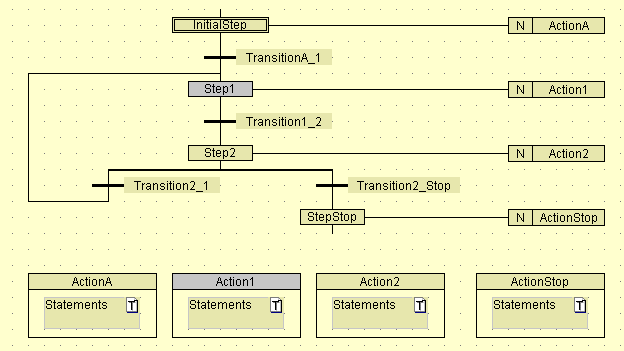 InitialStep N ActionA
TransitionA_1
Step1 N Action1
Transition1_2
Step2 N Action2
Transition2_1 Transition2_Stop
StepStop N ActionStop
ActionA Action1 Action2 ActionStop
Statements T Statements T Statements T Statements T